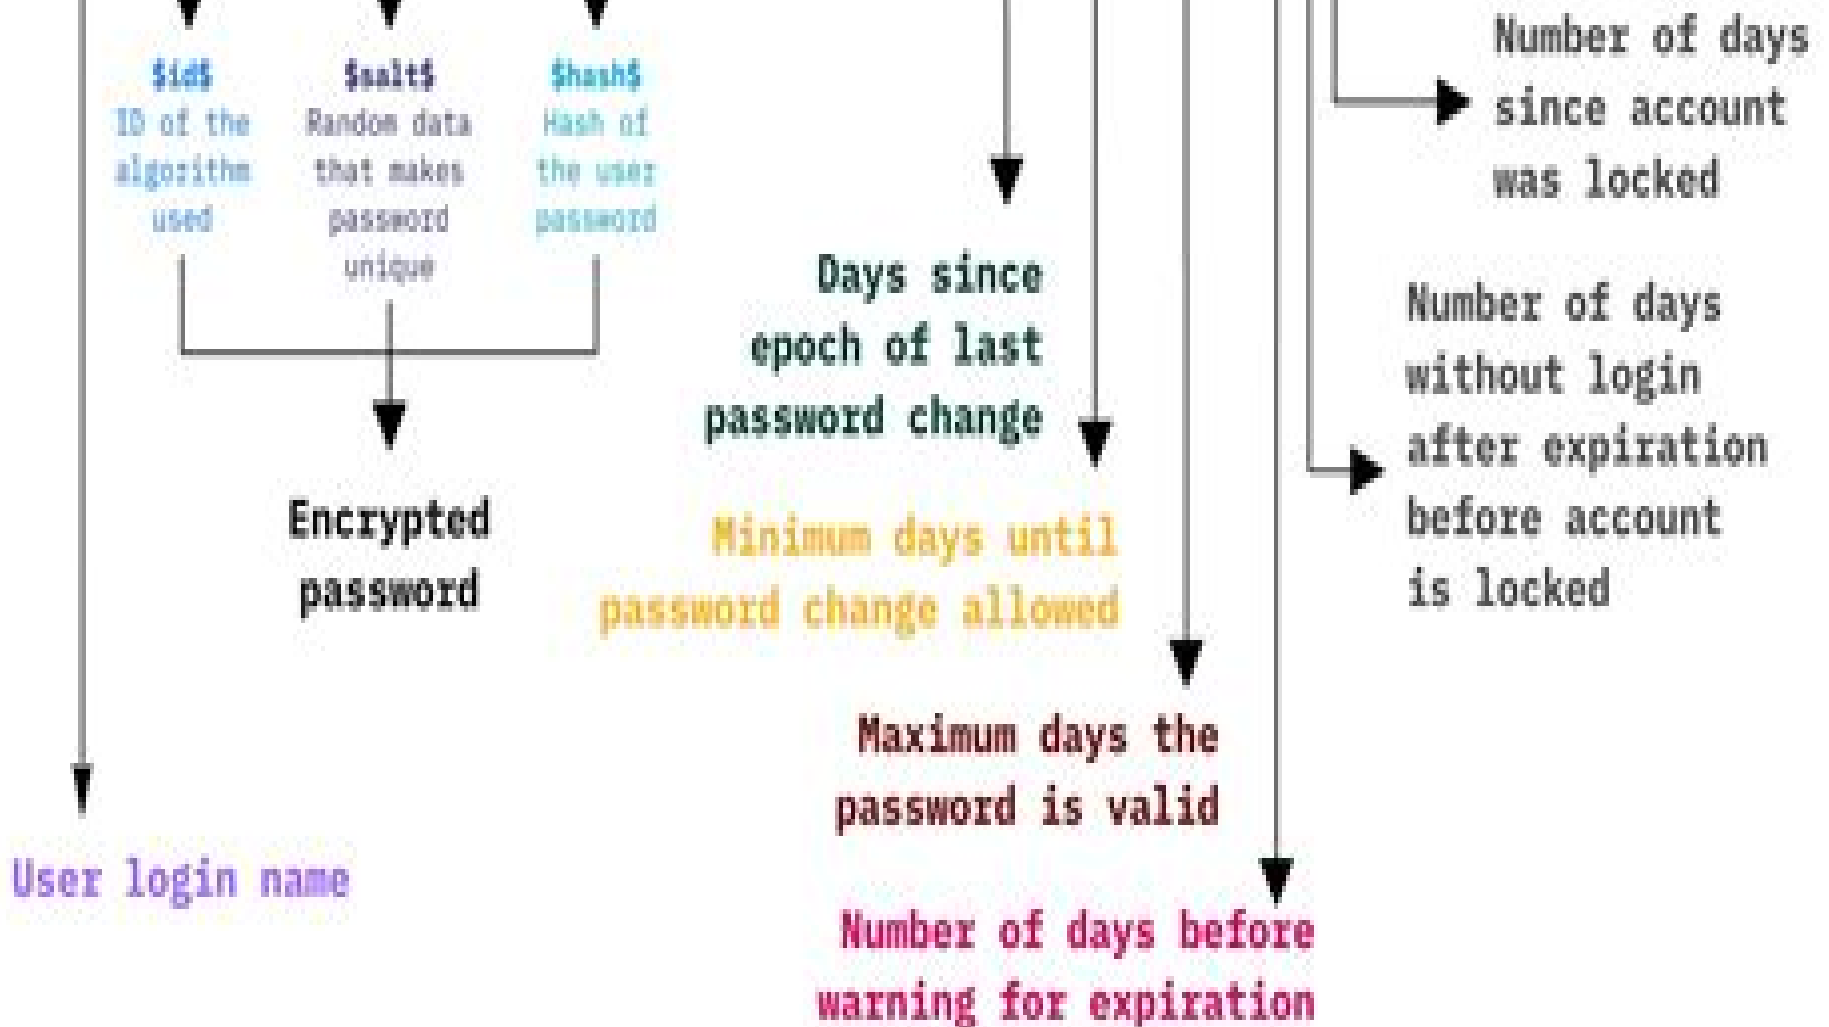 $id$
ID of the
algorithm
used
$salt$
Random data
that makes
password
unique
$hash$
Hash of
the user
password
Encrypted
password
User login name
Days since
epoch of last
password change
Minimum days until
password change allowed
Maximum days the
password is valid
Number of days before
warning for expiration
Number of days
since account
was locked
Number of days
without login
after expiration
before account
is locked